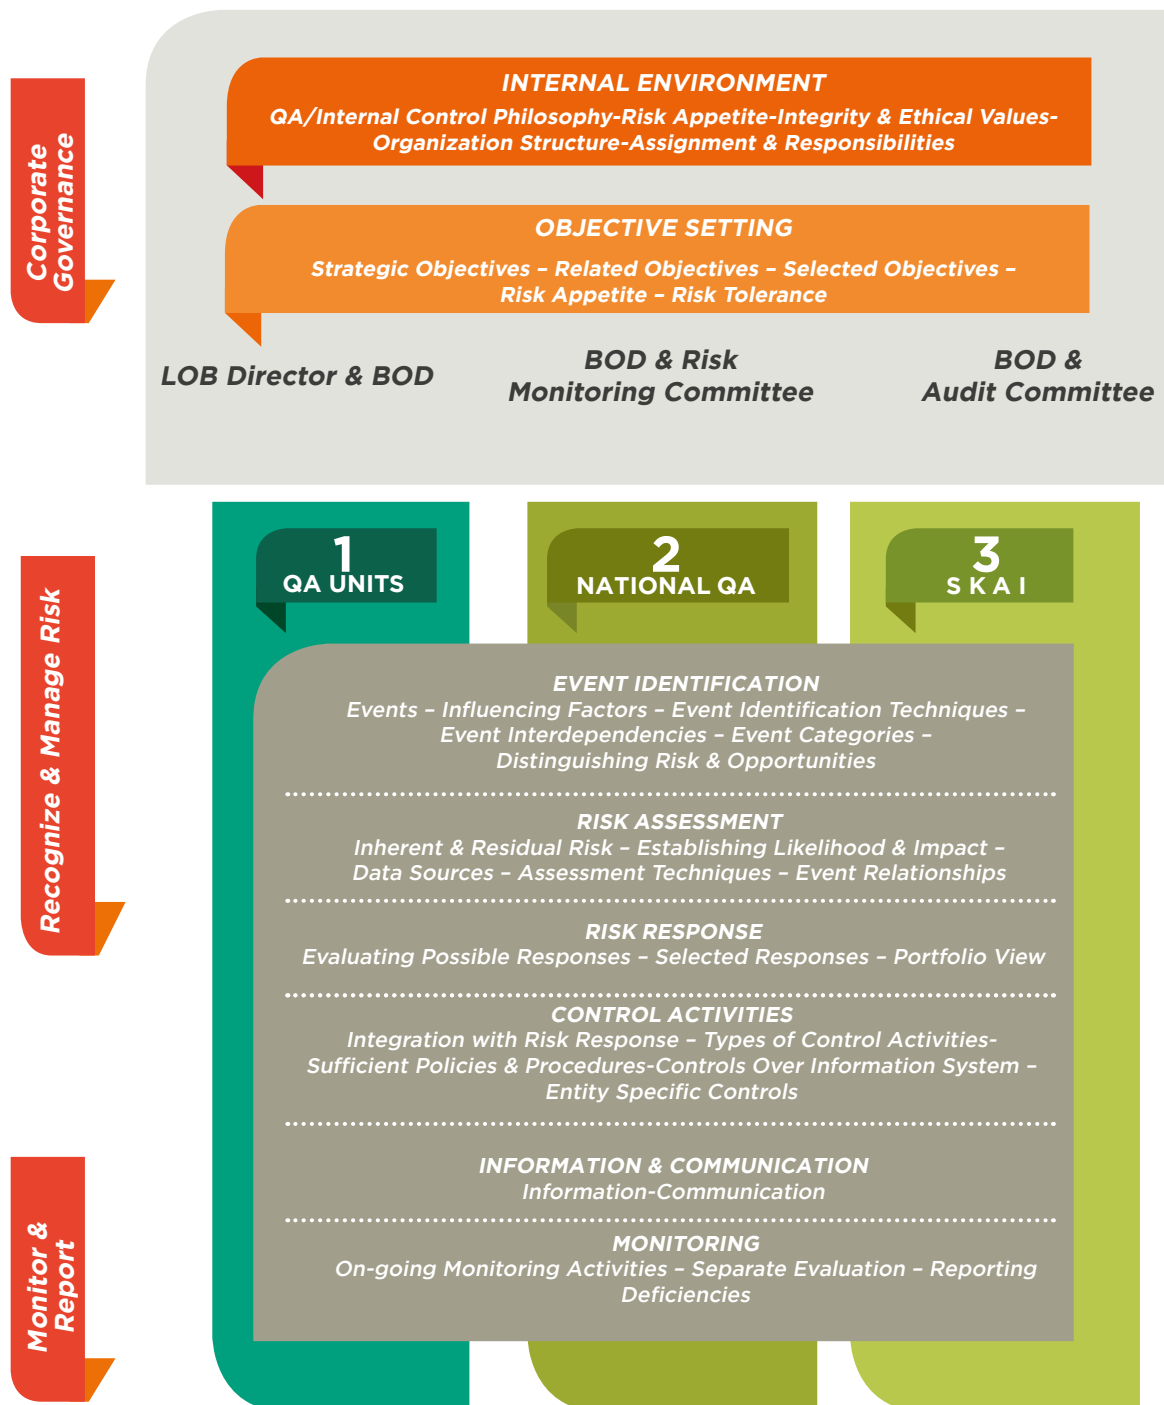 Corporate
Governance
INTERNAL ENVIRONMENT
QA/Internal Control Philosophy-Risk Appetite-Integrity & Ethical Values-
Organization Structure-Assignment & Responsibilities
OBJECTIVE SETTING
Strategic Objectives – Related Objectives – Selected Objectives –
Risk Appetite – Risk Tolerance
LOB Director & BOD
BOD & Risk
Monitoring Committee
BOD &
Audit Committee
Recognize & Manage Risk
1
QA UNITS
2
NATIONAL QA
3
S K A I
EVENT IDENTIFICATION
Events – Influencing Factors – Event Identification Techniques –
Event Interdependencies – Event Categories –
Distinguishing Risk & Opportunities
RISK ASSESSMENT
Inherent & Residual Risk – Establishing Likelihood & Impact –
Data Sources – Assessment Techniques – Event Relationships
RISK RESPONSE
Evaluating Possible Responses – Selected Responses – Portfolio View
CONTROL ACTIVITIES
Integration with Risk Response – Types of Control Activities-
Sufficient Policies & Procedures-Controls Over Information System –
Entity Specific Controls
Monitor &
Report
INFORMATION & COMMUNICATION
Information-Communication
MONITORING
On-going Monitoring Activities – Separate Evaluation – Reporting
Deficiencies